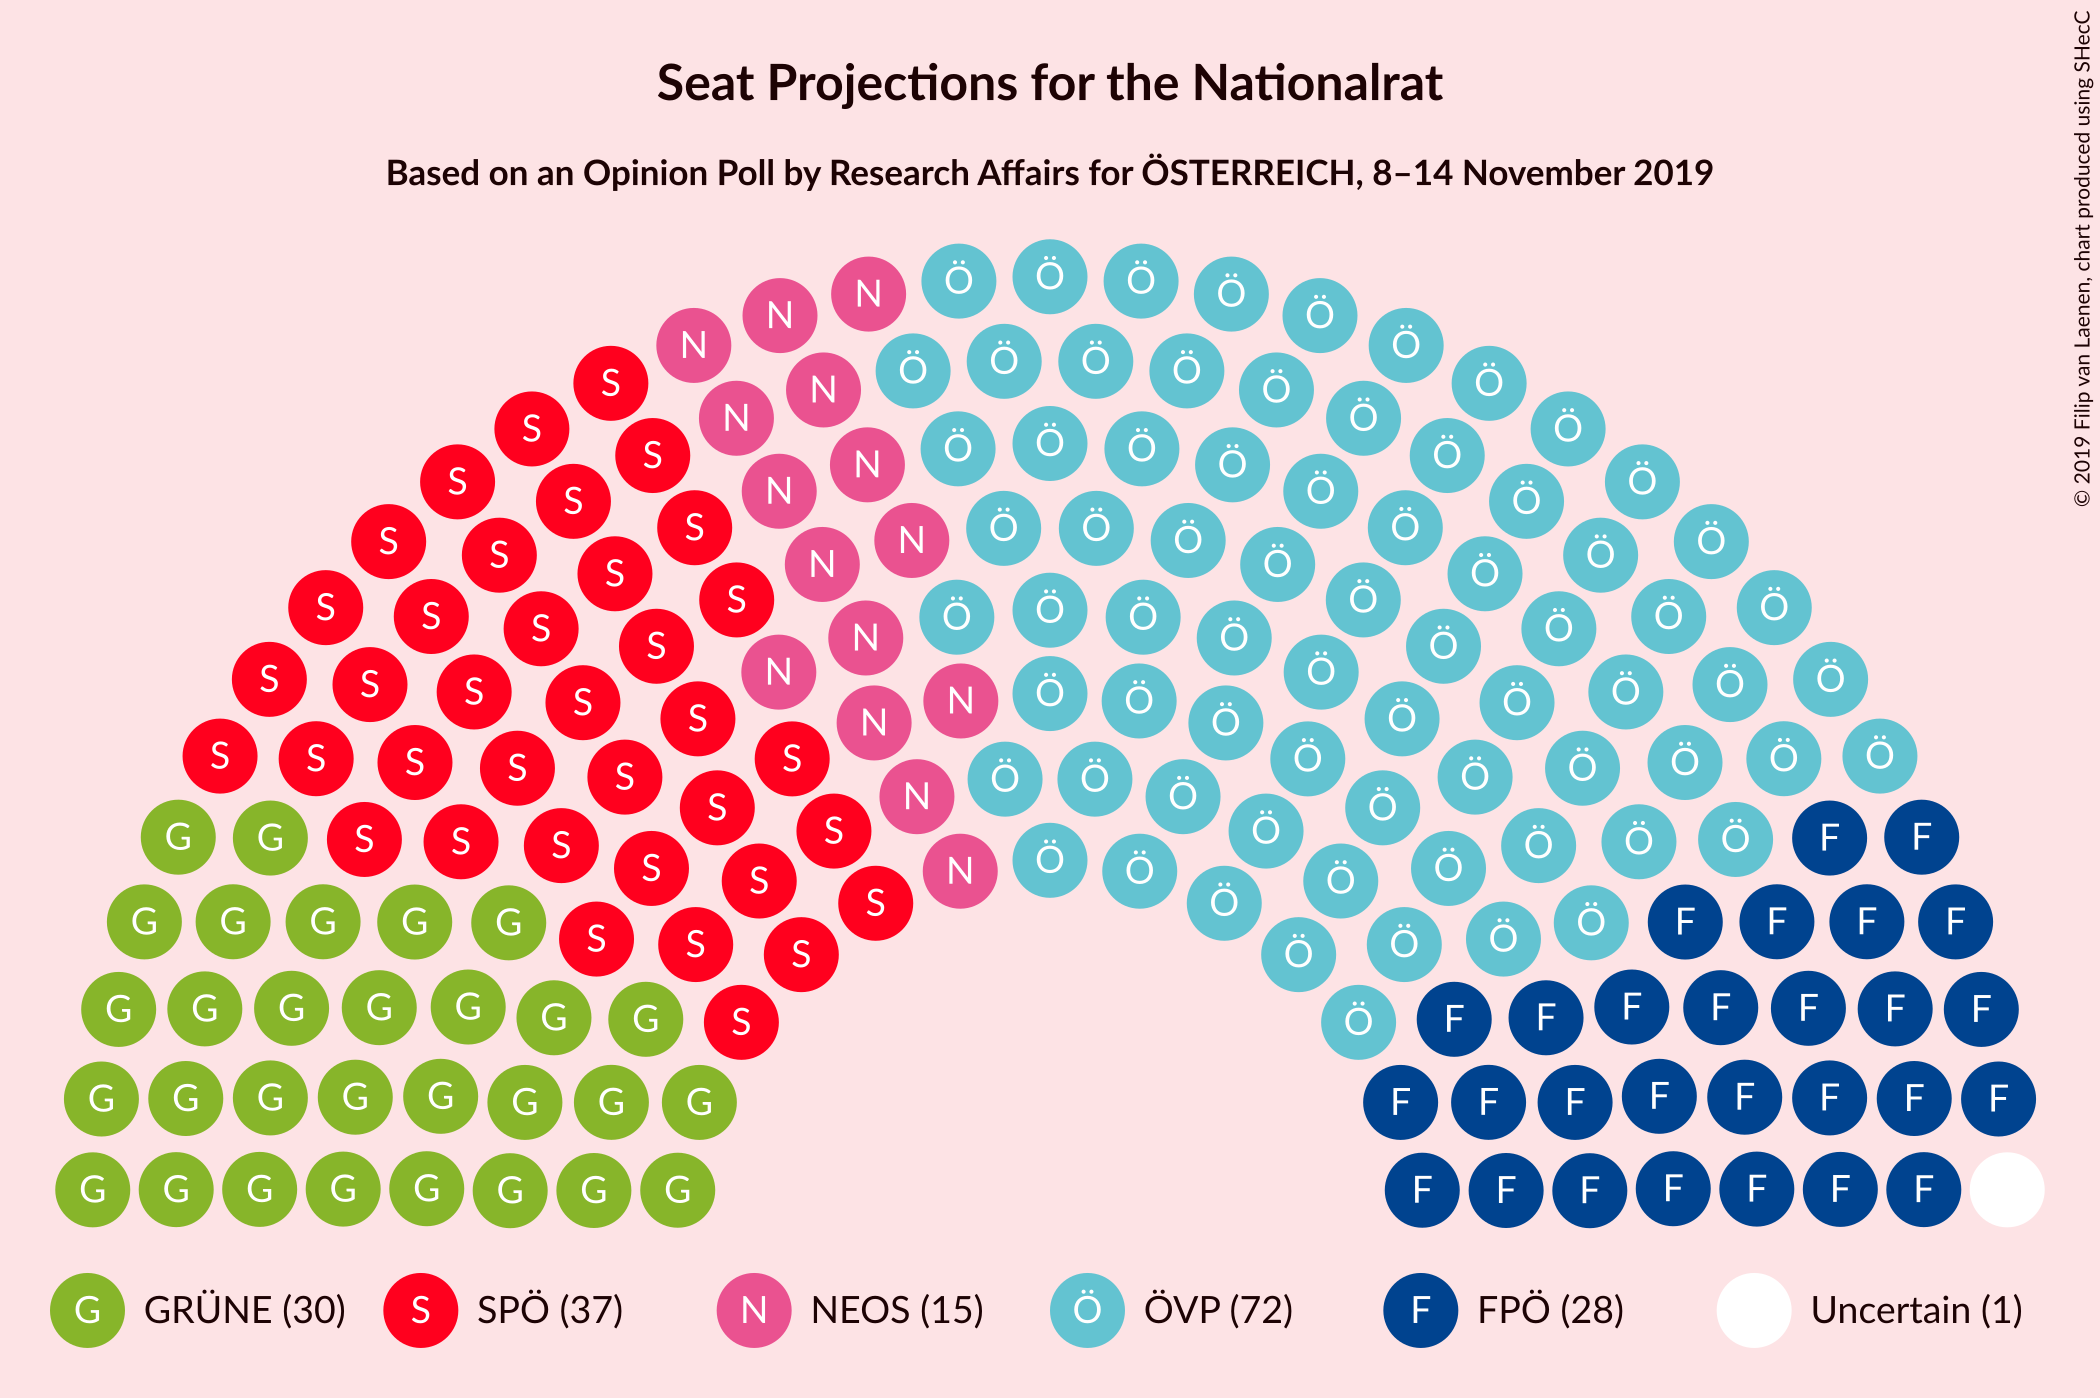 Seat Projections for the Nationalrat
Based on an Opinion Poll by Research Affairs for ÖSTERREICH, 8–14 November 2019
© 2019 Filip van Laenen, chart produced using SHecC
N N N Ö Ö Ö Ö Ö Ö Ö Ö Ö Ö Ö Ö Ö
S S S S S S S
N N Ö Ö Ö Ö Ö Ö Ö Ö Ö Ö Ö Ö
S S S S S S
N N Ö Ö Ö Ö Ö Ö Ö Ö Ö Ö Ö
S S S S S S
N N Ö Ö Ö Ö Ö Ö Ö Ö Ö Ö
S S S S S
N N Ö Ö Ö Ö Ö Ö Ö Ö Ö
S S S S S
N N Ö Ö Ö Ö Ö Ö Ö
S S S S
N Ö Ö Ö Ö Ö Ö Ö
S S S S
N Ö Ö Ö Ö Ö
G G F F
G G G G G F F F F
G G G G G G G F F F F F F F
G G G G G G G G F F F F F F F F
G G G G G G G G F F F F F F F
G GRÜNE (30) S SPÖ (37) N NEOS (15) Ö ÖVP (72) F FPÖ (28) Uncertain (1)